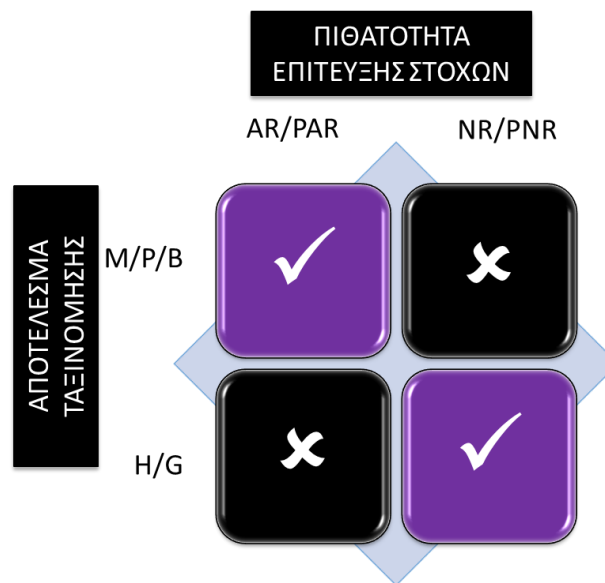 ΠΙΘΑΤΟΤΗΤΑ
ΕΠΙΤΕΥΞΗΣ ΣΤΟΧΩΝ
AR/PAR
NR/PNR
ΑΠΟΤΕΛΕΣΜΑ
ΤΑΞΙΝΟΜΗΣΗΣ
M/P/B
H/G